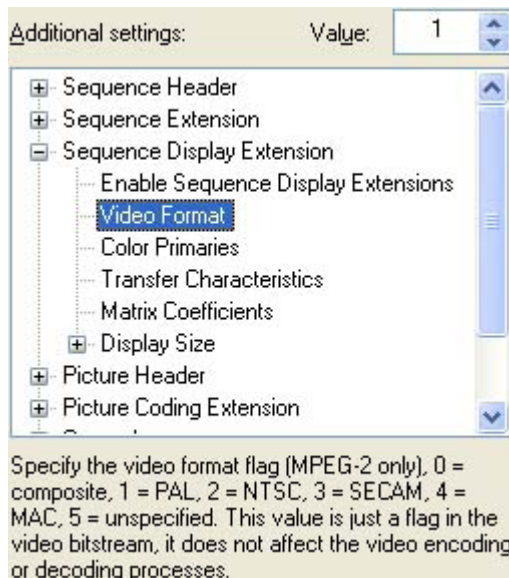 Additional settings: Value: 1
Sequence Header
Sequence Extension
Sequence Display Extension
Enable Sequence Display Extensions
Video Format
Color Primaries
Transfer Characteristics
Matrix Coefficients
Display Size
Picture Header
Picture Coding Extension
Specify the video format flag (MPEG-2 only), 0 =
composite, 1 = PAL, 2 = NTSC, 3 = SECAM, 4 =
MAC, 5 = unspecified. This value is just a flag in the
video bitstream, it does not affect the video encoding
or decoding processes.